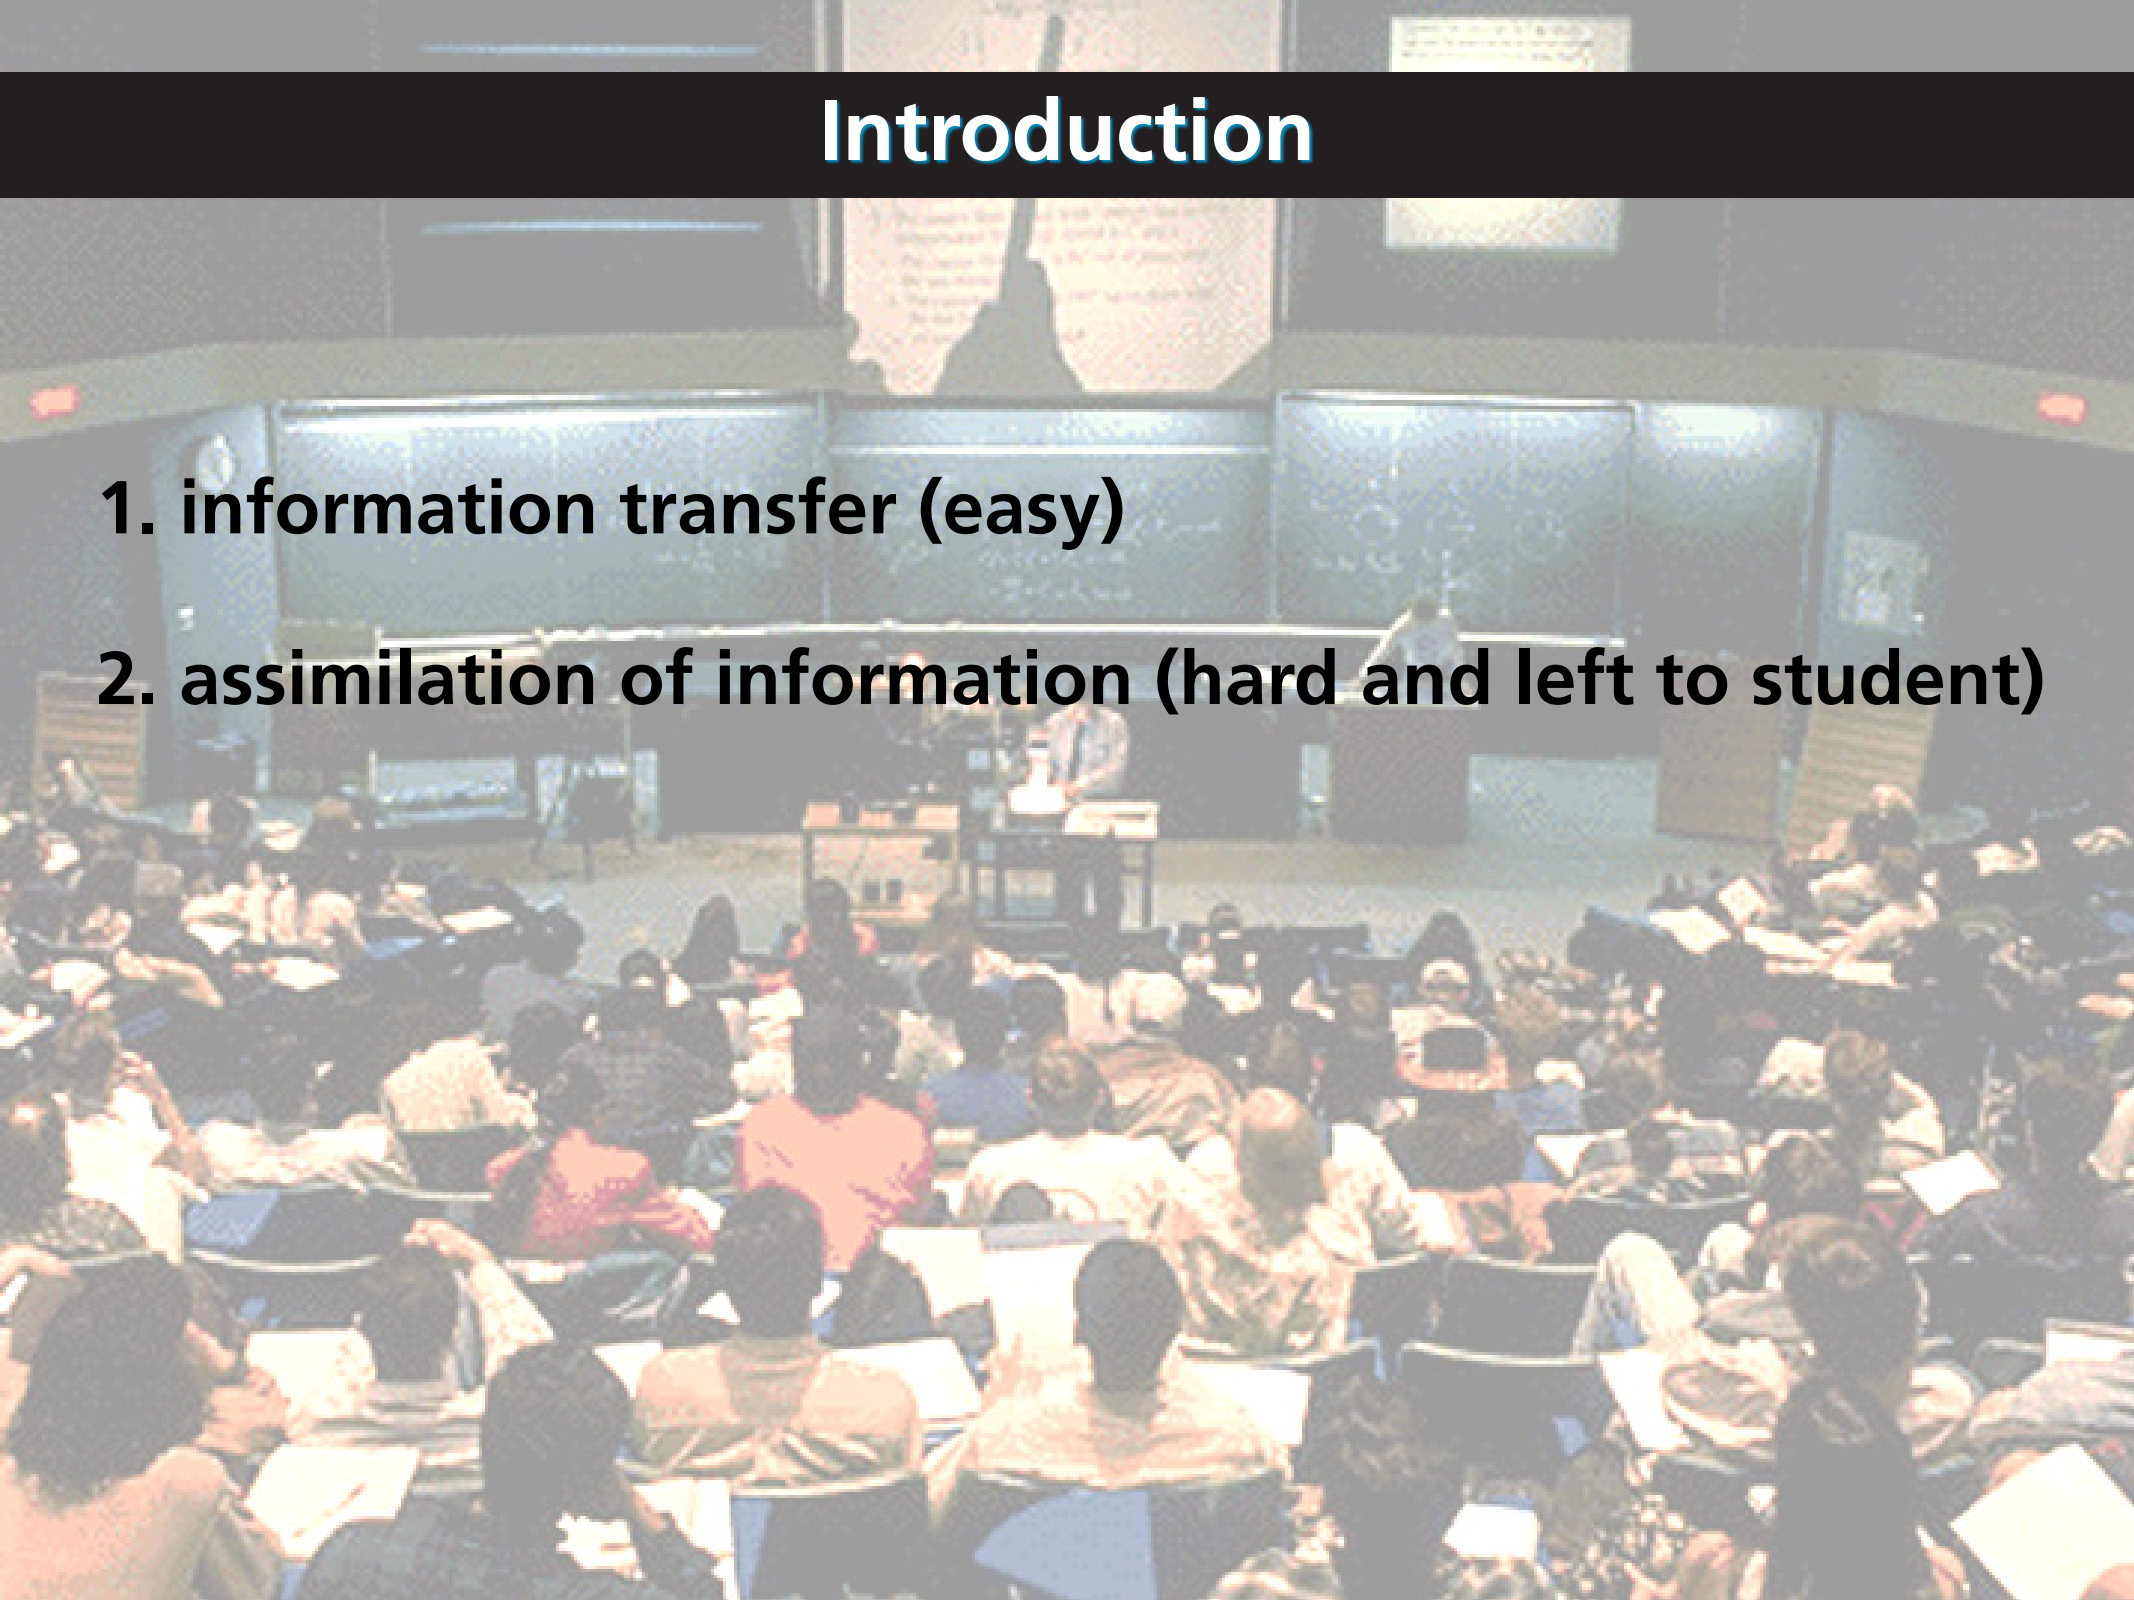 Introduction
1. information transfer (easy)
2. assimilation of information (hard and left to student)